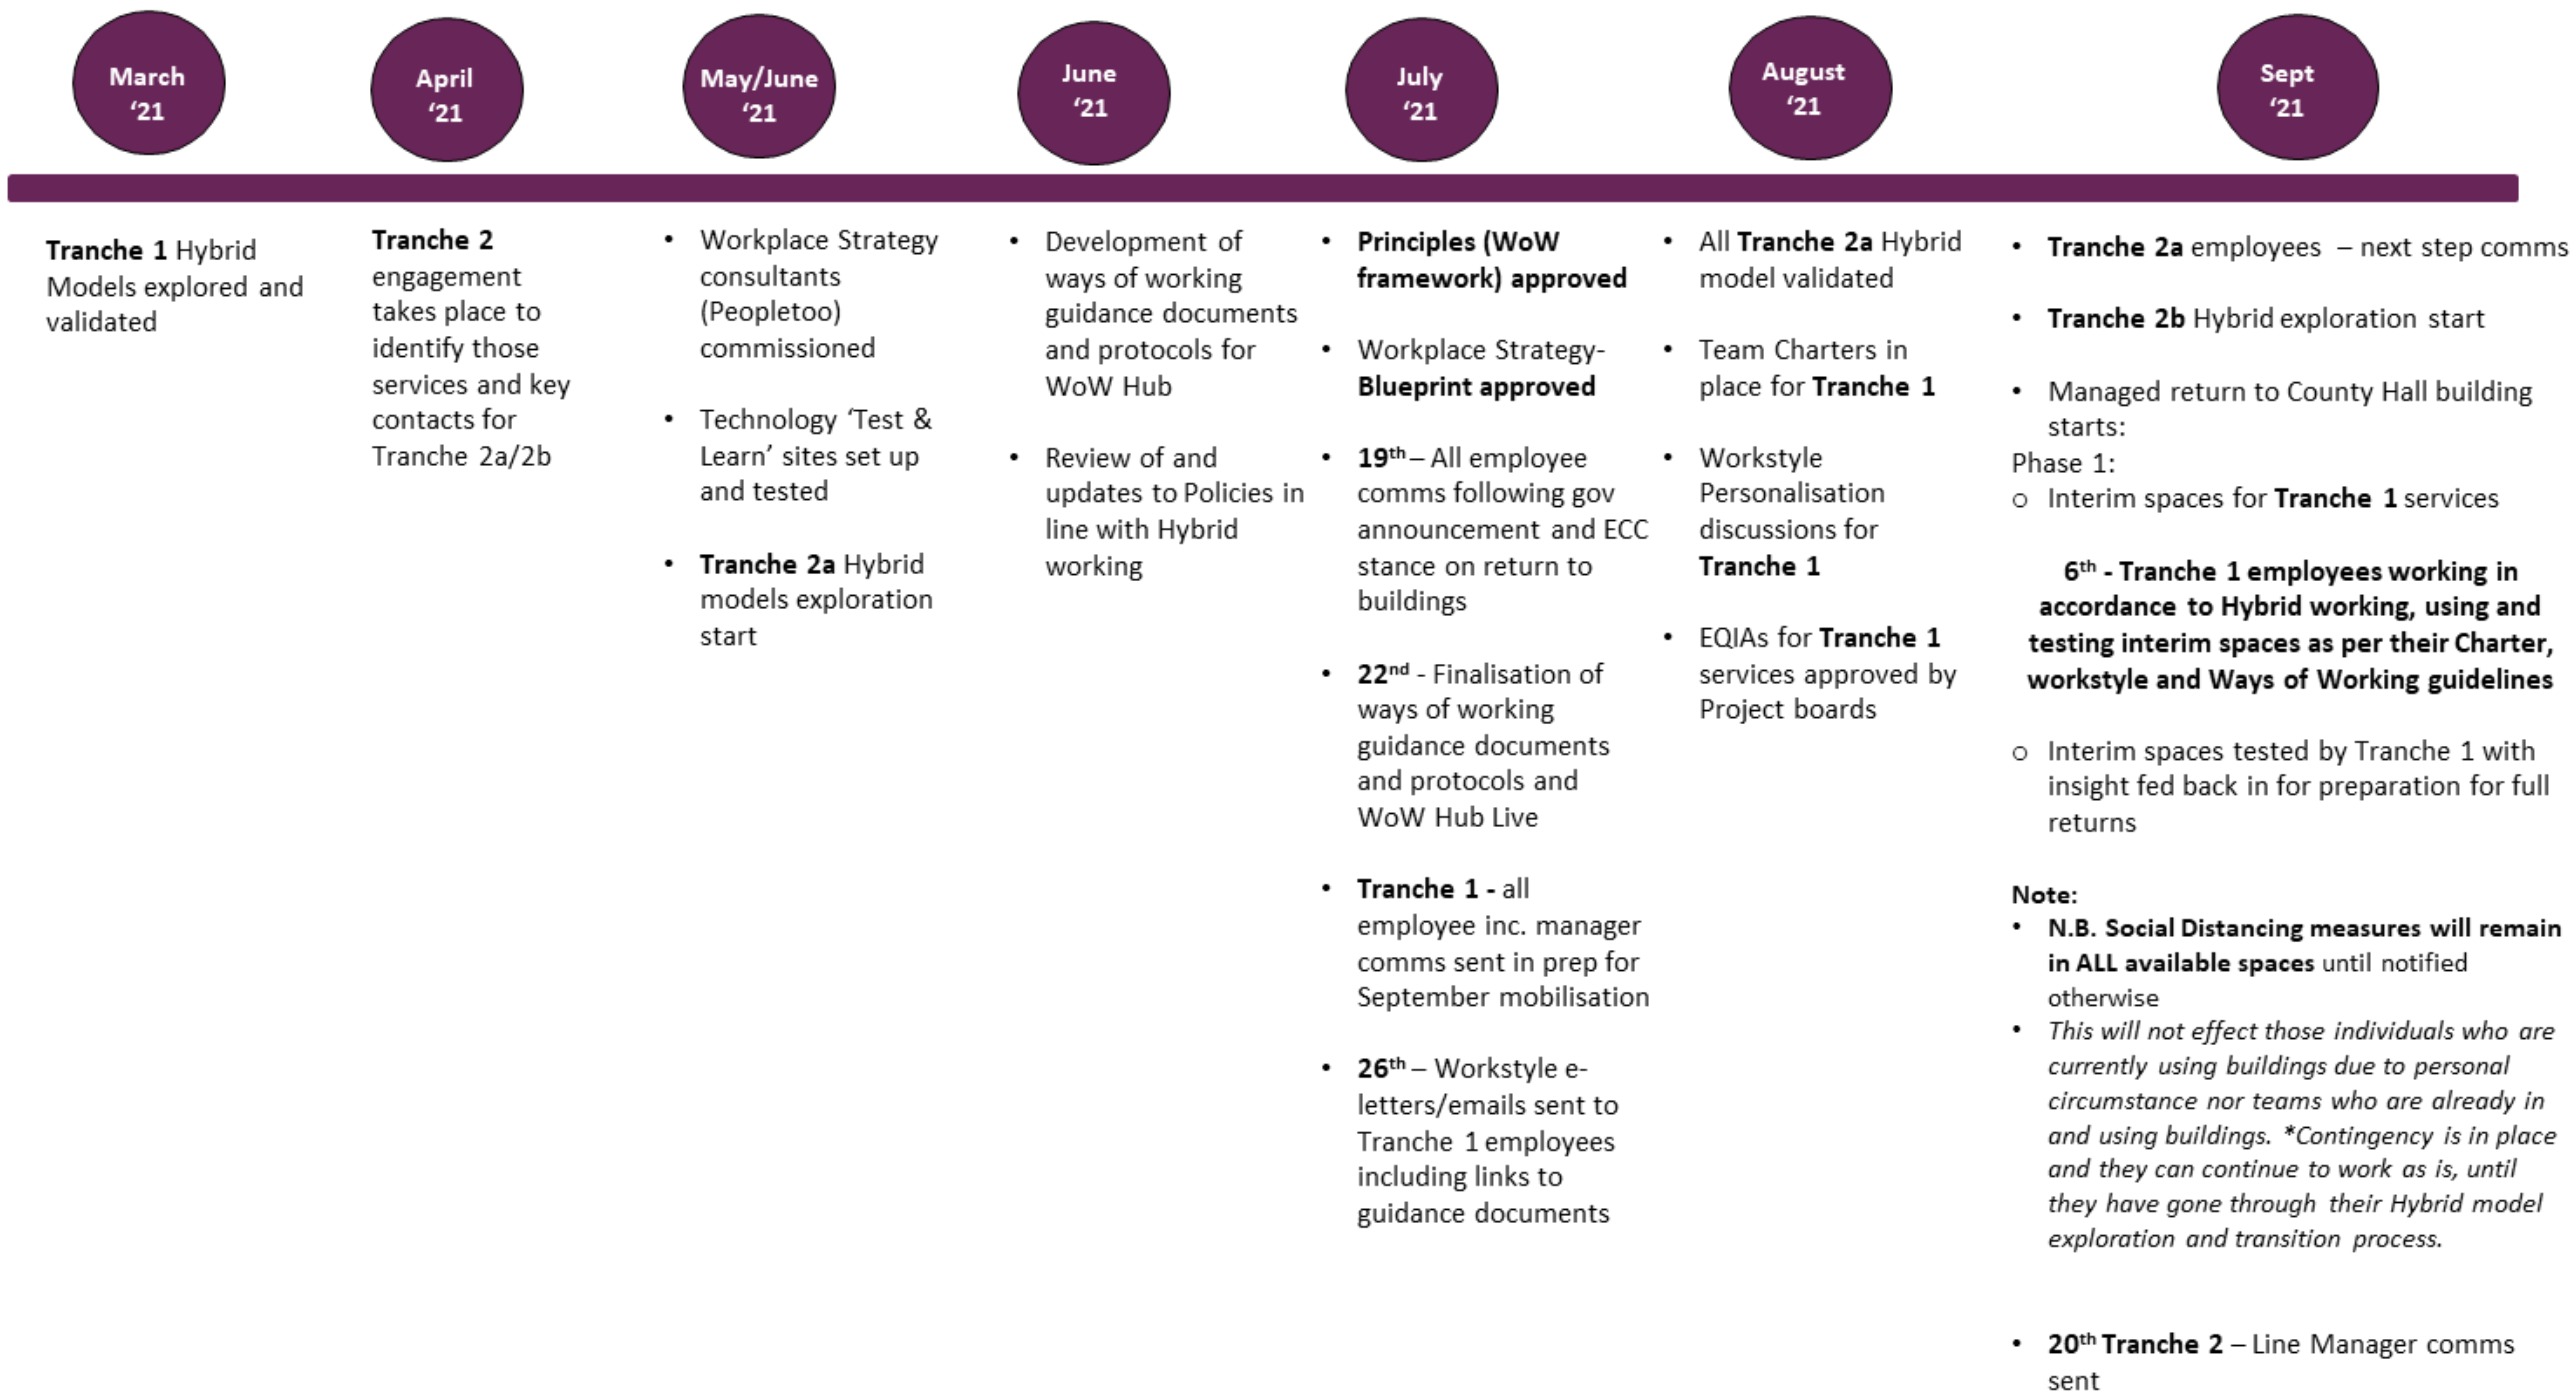 March
‘21
April
‘21
May/June
‘21
June
‘21
July
‘21
August
‘21
Sept
‘21
Tranche 1 Hybrid
Models explored and
validated
Tranche 2
engagement
takes place to
identify those
services and key
contacts for
Tranche 2a/2b
• Workplace Strategy
consultants
(Peopletoo)
commissioned
• Technology ‘Test &
Learn’ sites set up
and tested
• Tranche 2a Hybrid
models exploration
start
• Development of
ways of working
guidance documents
and protocols for
WoW Hub
• Review of and
updates to Policies in
line with Hybrid
working
• Principles (WoW
framework) approved
• Workplace Strategy-
Blueprint approved
• 19th – All employee
comms following gov
announcement and ECC
stance on return to
buildings
• 22nd - Finalisation of
ways of working
guidance documents
and protocols and
WoW Hub Live
• Tranche 1 - all
employee inc. manager
comms sent in prep for
September mobilisation
• 26th – Workstyle e-
letters/emails sent to
Tranche 1 employees
including links to
guidance documents
• All Tranche 2a Hybrid
model validated
• Team Charters in
place for Tranche 1
• Workstyle
Personalisation
discussions for
Tranche 1
• EQIAs for Tranche 1
services approved by
Project boards
• Tranche 2a employees – next step comms
• Tranche 2b Hybrid exploration start
• Managed return to County Hall building
starts:
Phase 1:
o Interim spaces for Tranche 1 services
6th - Tranche 1 employees working in
accordance to Hybrid working, using and
testing interim spaces as per their Charter,
workstyle and Ways of Working guidelines
o Interim spaces tested by Tranche 1 with
insight fed back in for preparation for full
returns
Note:
• N.B. Social Distancing measures will remain
in ALL available spaces until notified
otherwise
• This will not effect those individuals who are
currently using buildings due to personal
circumstance nor teams who are already in
and using buildings. *Contingency is in place
and they can continue to work as is, until
they have gone through their Hybrid model
exploration and transition process.
• 20th Tranche 2 – Line Manager comms
sent